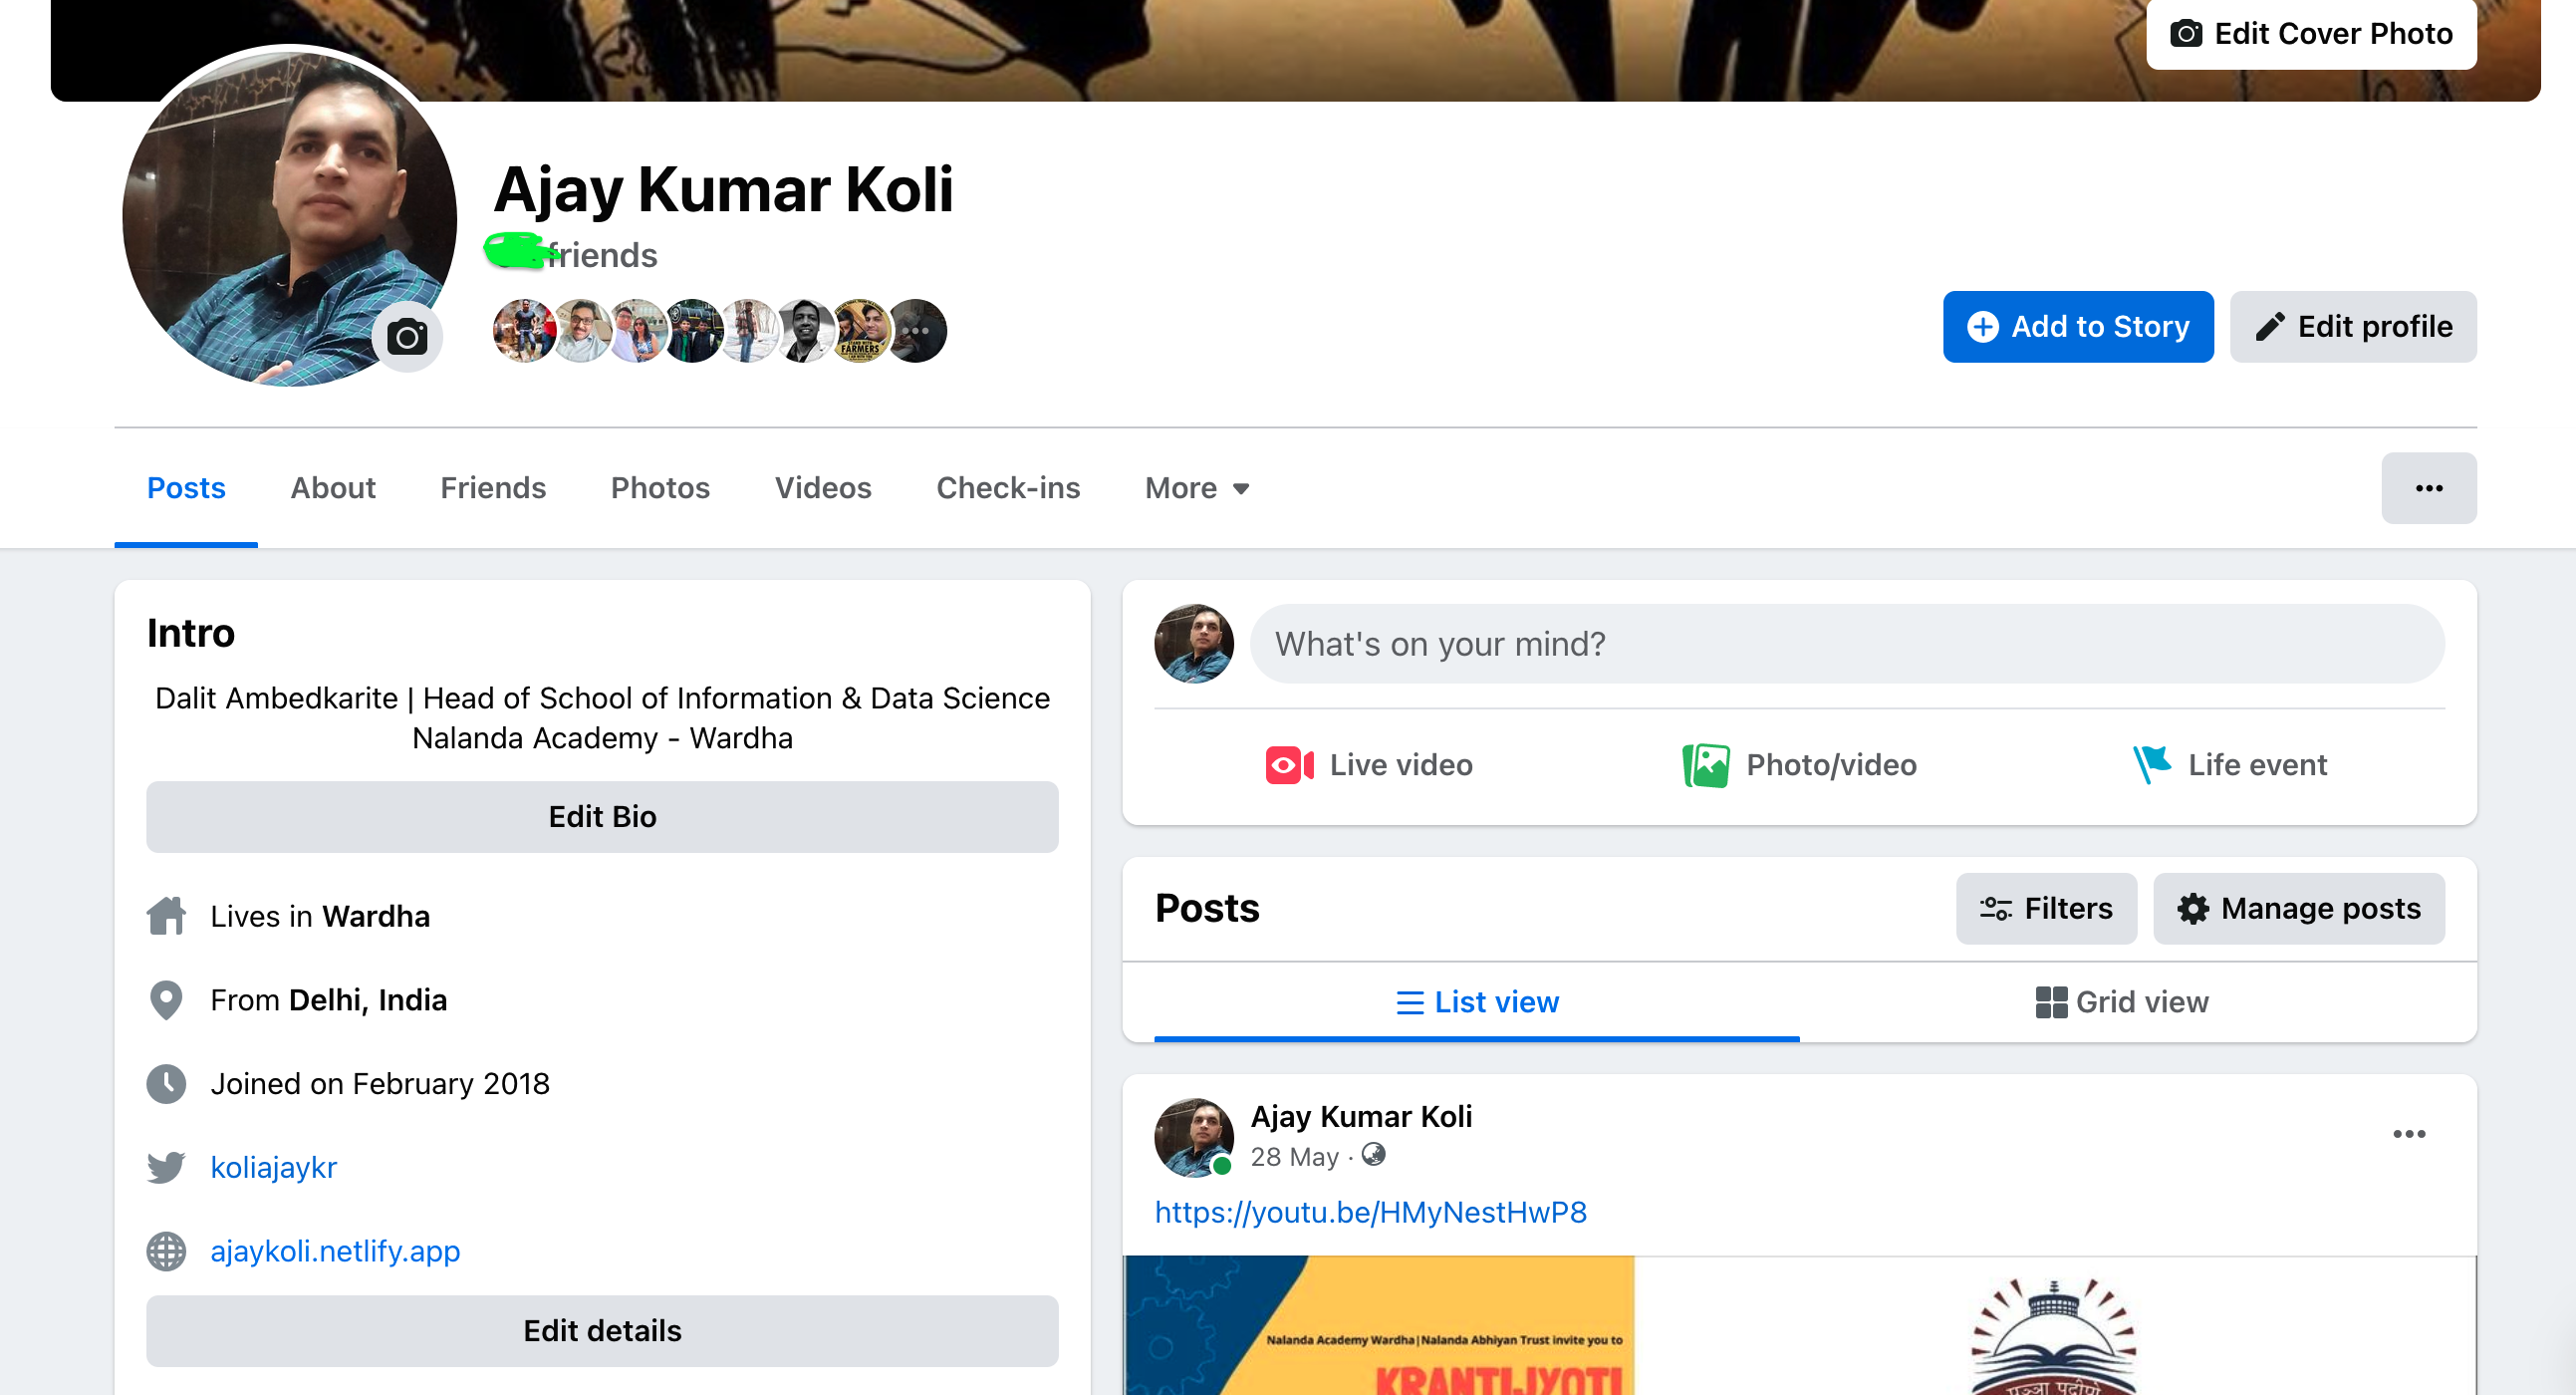 Edit Cover Photo
Ajay Kumar Koli
friends
FARMERS
Add to Story
Edit profile
Posts
About
Friends
Photos
Videos
Check-ins
More
Intro
Dalit Ambedkarite | Head of School of Information & Data Science
Nalanda Academy - Wardha
Edit Bio
Lives in Wardha
From Delhi, India
Joined on February 2018
koliajaykr
ajaykoli.netlify.app
Edit details
What's on your mind?
Live video
Photo/video
Life event
Posts
Filters
Manage posts
List view
Grid view
Ajay Kumar Koli
28 May ·
https://youtu.be/HMyNestHwP8
Nalanda Academy Wardha|Nalanda Abhiyan Trust invite you to
KRANTIJYOTI